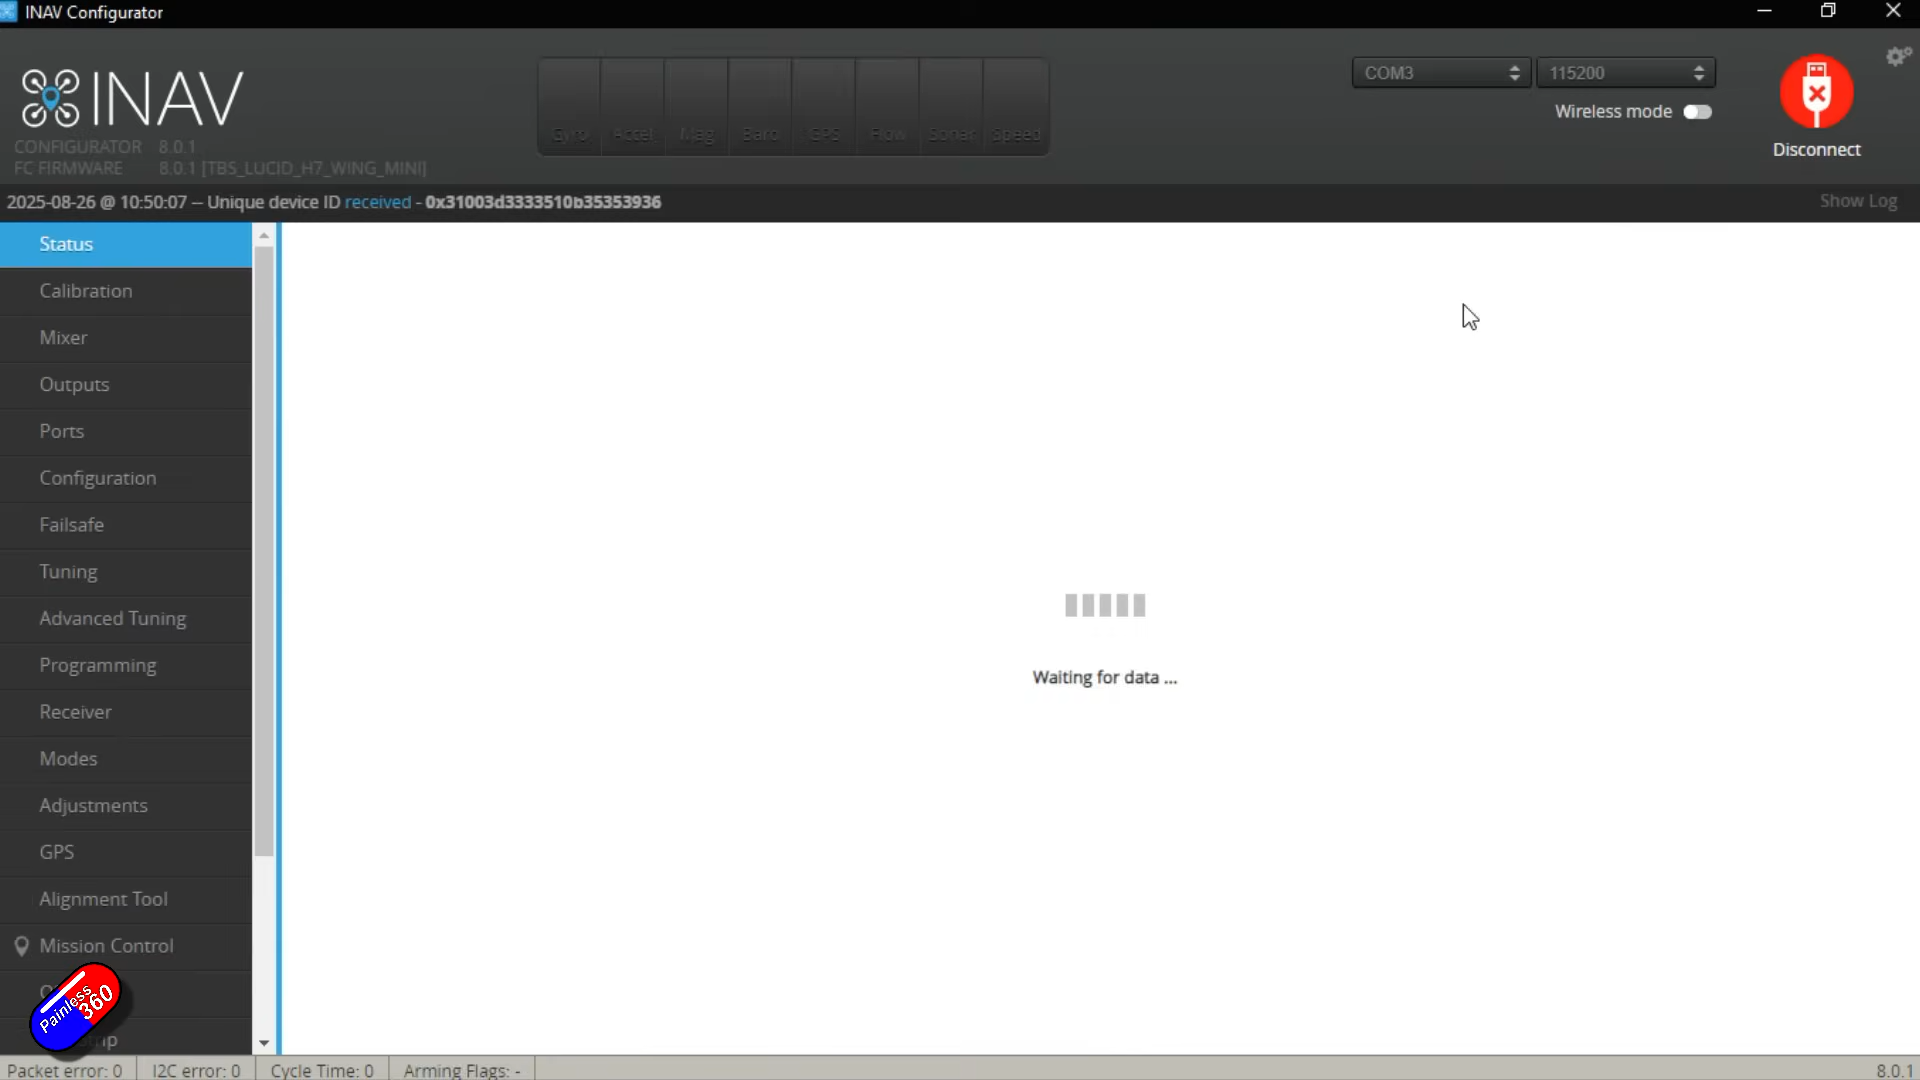 INAV Configurator
INAV
CONFIGURATOR 8.0.1
FC FIRMWARE 8.0.1 [TBS_LUCID_H7_WING_MINI]
Gyro Accel Mag Baro GPS Flow Sonar Speed
COM3 115200
Wireless mode
Disconnect
2025-08-26 @ 10:50:07 -- Unique device ID received - 0x31003d3333510b35353936
Show Log
Status
Calibration
Mixer
Outputs
Ports
Configuration
Failsafe
Tuning
Advanced Tuning
Programming
Receiver
Modes
Adjustments
GPS
Alignment Tool
Mission Control
Painless
360
Waiting for data ...
Packet error: 0 I2C error: 0 Cycle Time: 0 Arming Flags: - 8.0.1